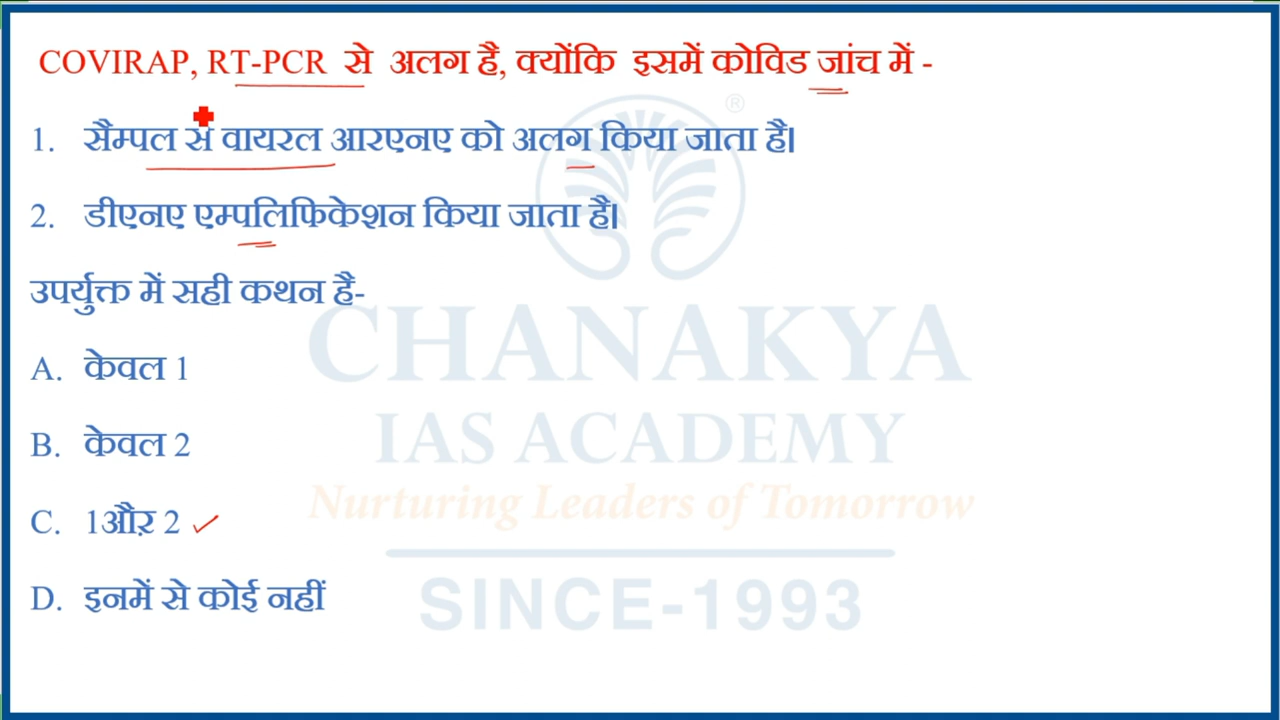 COVIRAP, RT-PCR से अलग है, क्योंकि इसमें कोविड जांच में -
1. सैम्पल से वायरल आरएनए को अलग किया जाता है।
2. डीएनए एम्पलिफिकेशन किया जाता है।
उपर्युक्त में सही कथन है-
A. केवल 1
B. केवल 2
C. 1और 2
D. इनमें से कोई नहीं
®
CHANAKYA
IAS ACADEMY
Nurturing Leaders of Tomorrow
SINCE-1993